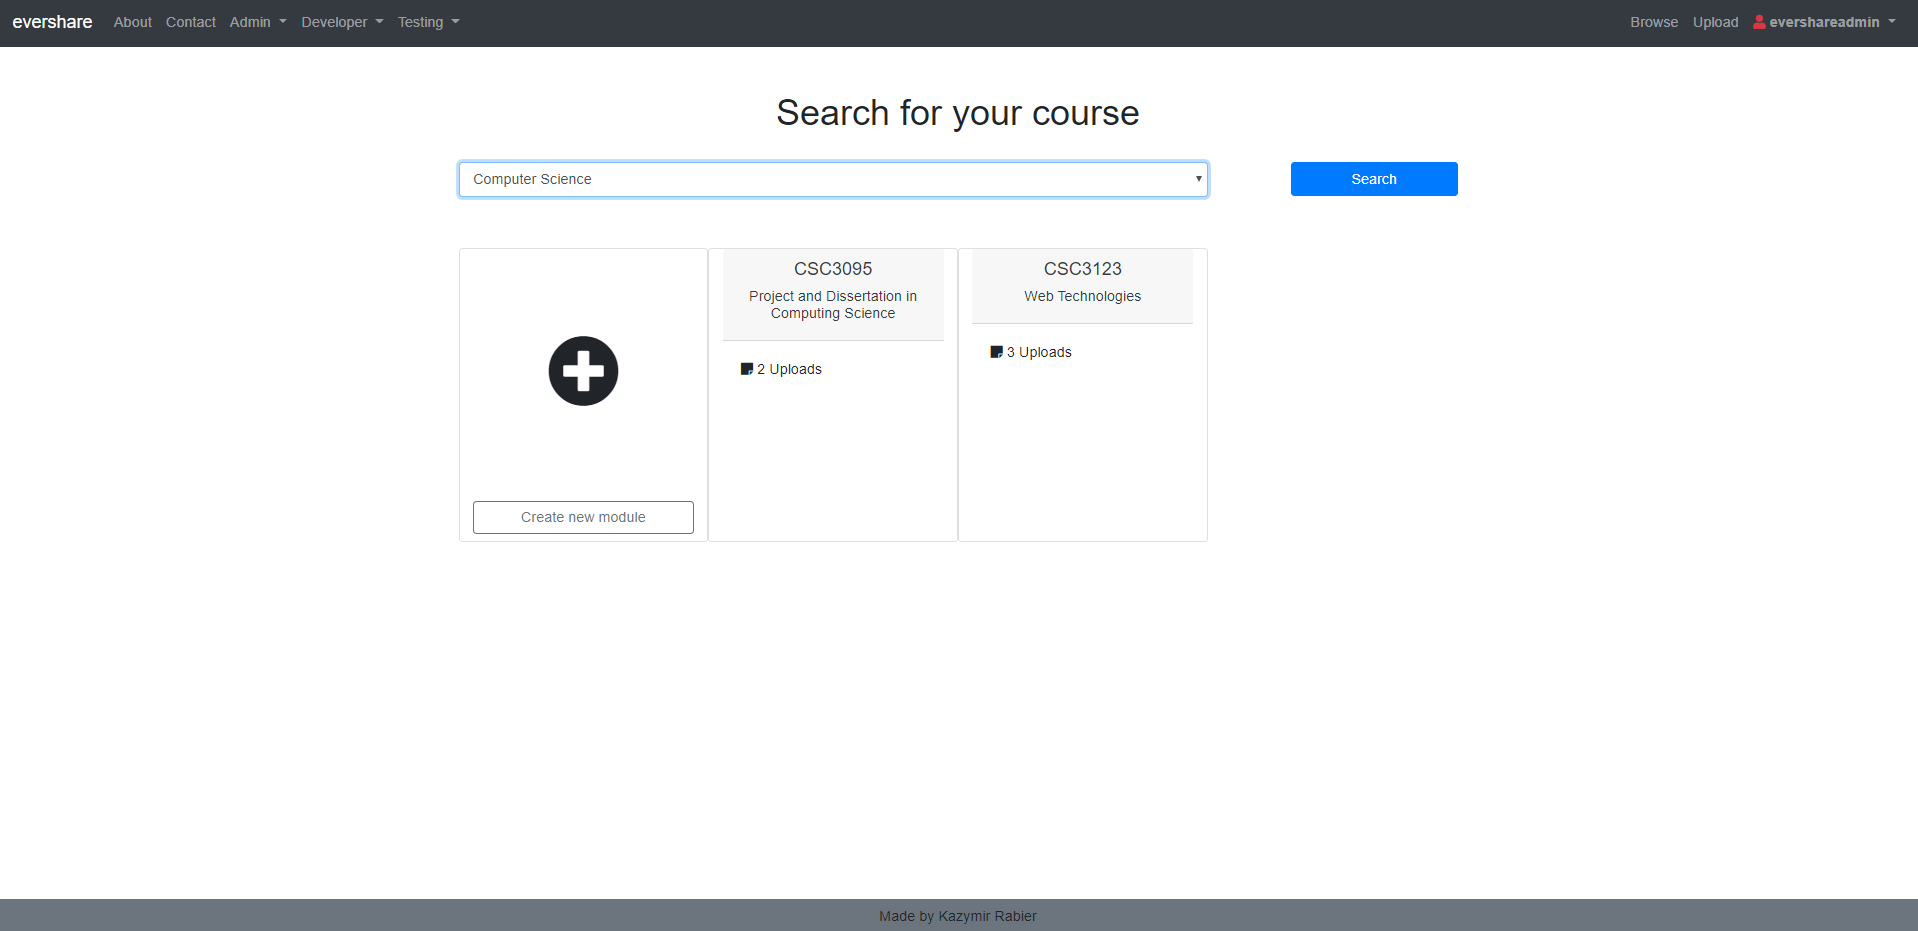 evershare About Contact Admin Developer Testing Browse Upload evershareadmin
Search for your course
Computer Science Search
CSC3095
Project and Dissertation in
Computing Science
2 Uploads
CSC3123
Web Technologies
3 Uploads
Create new module
Made by Kazymir Rabier